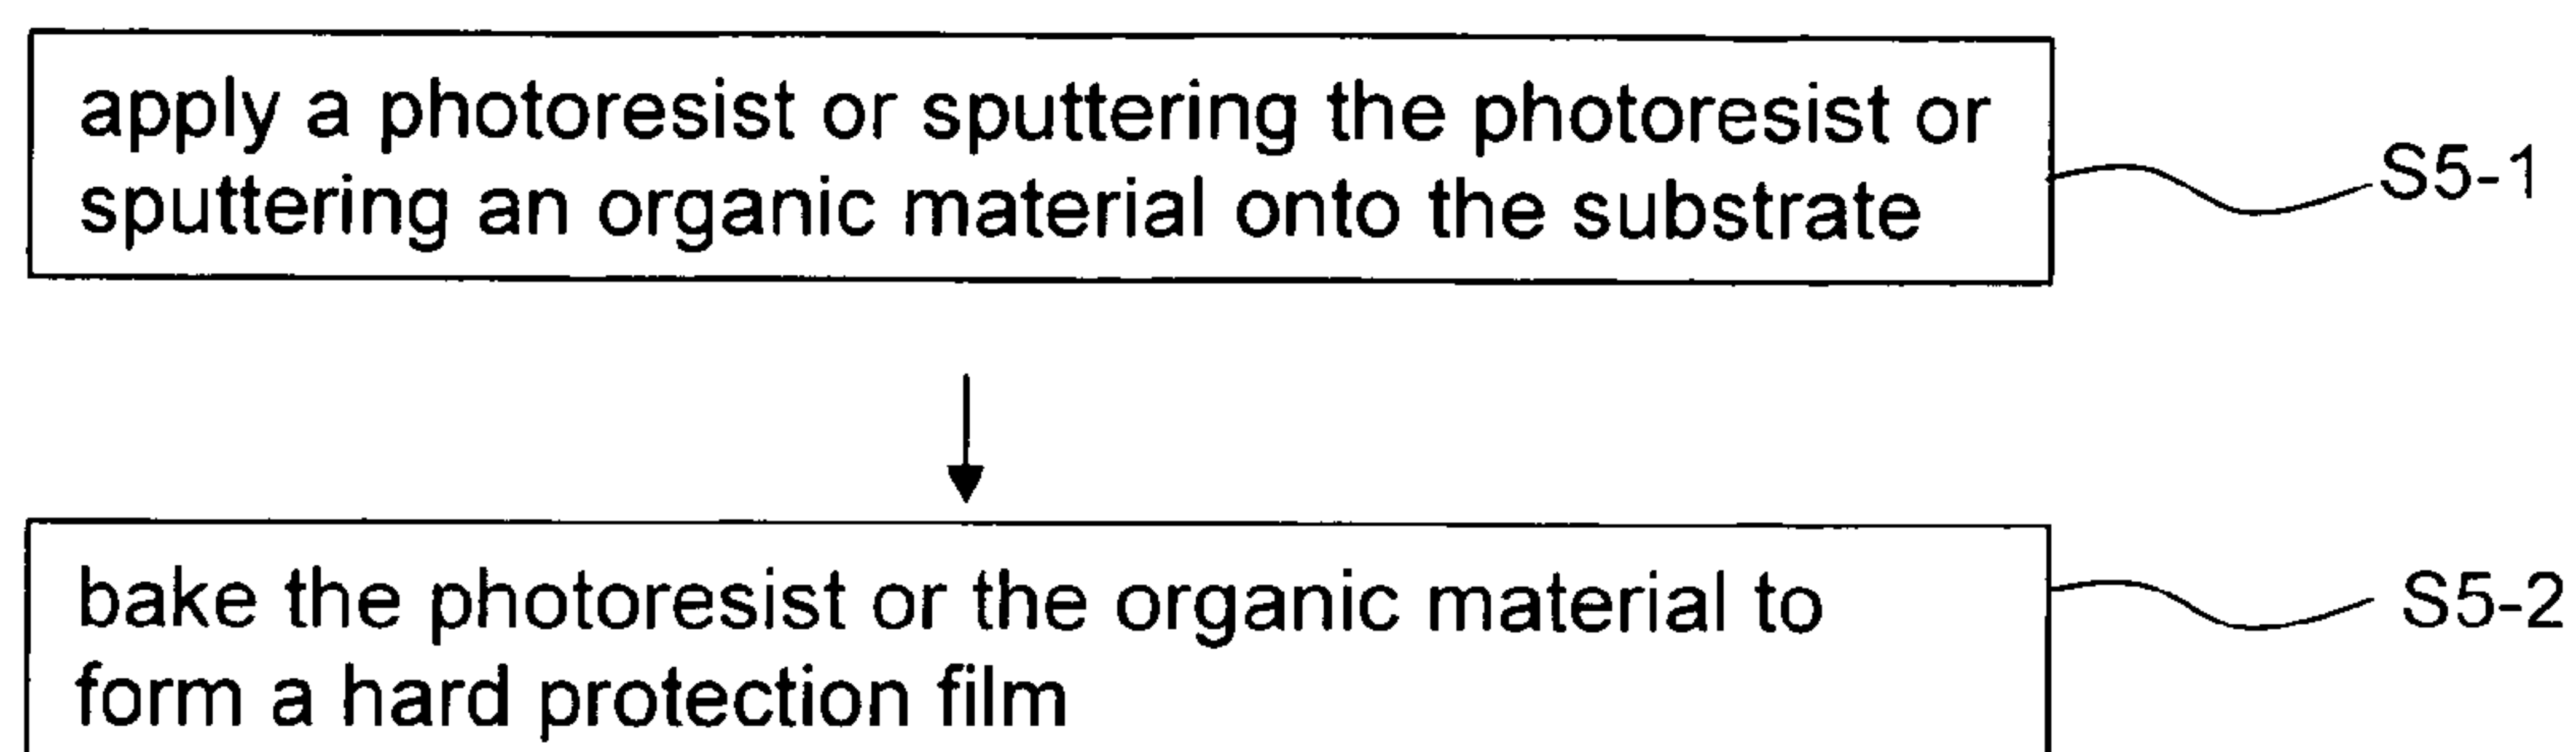 apply a photoresist or sputtering the photoresist or
sputtering an organic material onto the substrate
S5-1
bake the photoresist or the organic material to
form a hard protection film
S5-2